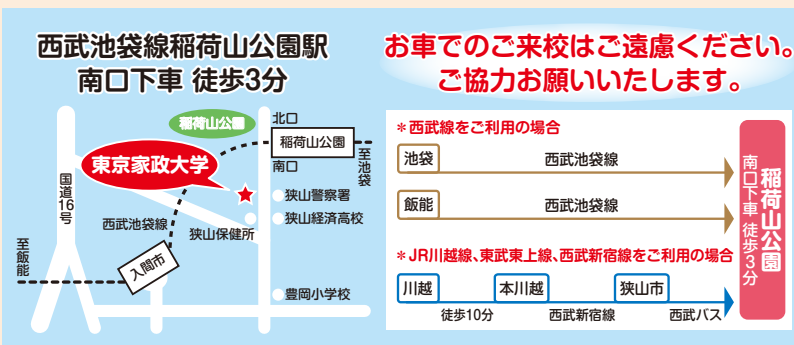 西武池袋線稲荷山公園駅
南口下車 徒歩3分
稲荷山公園
北口
稲荷山公園
至池袋
南口
東京家政大学
国道16号
狭山警察署
狭山経済高校
狭山保健所
西武池袋線
至飯能
入間市
豊岡小学校
お車でのご来校はご遠慮ください。
ご協力お願いいたします。
＊西武線をご利用の場合
池袋 西武池袋線
飯能 西武池袋線
＊JR川越線、東武東上線、西武新宿線をご利用の場合
川越 本川越 狭山市
徒歩10分 西武新宿線 西武バス
稲荷山公園
南口下車 徒歩3分